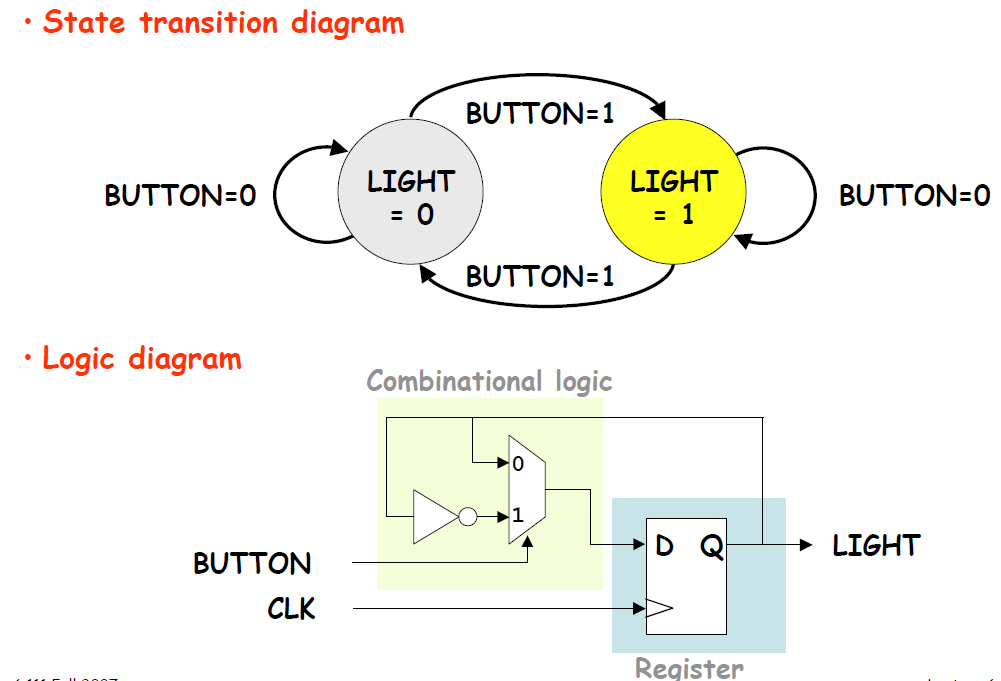 • State transition diagram
BUTTON=1
LIGHT
= 0
LIGHT
= 1
BUTTON=0
BUTTON=0
BUTTON=1
• Logic diagram
Combinational logic
0
1
BUTTON
D Q
LIGHT
CLK
Register